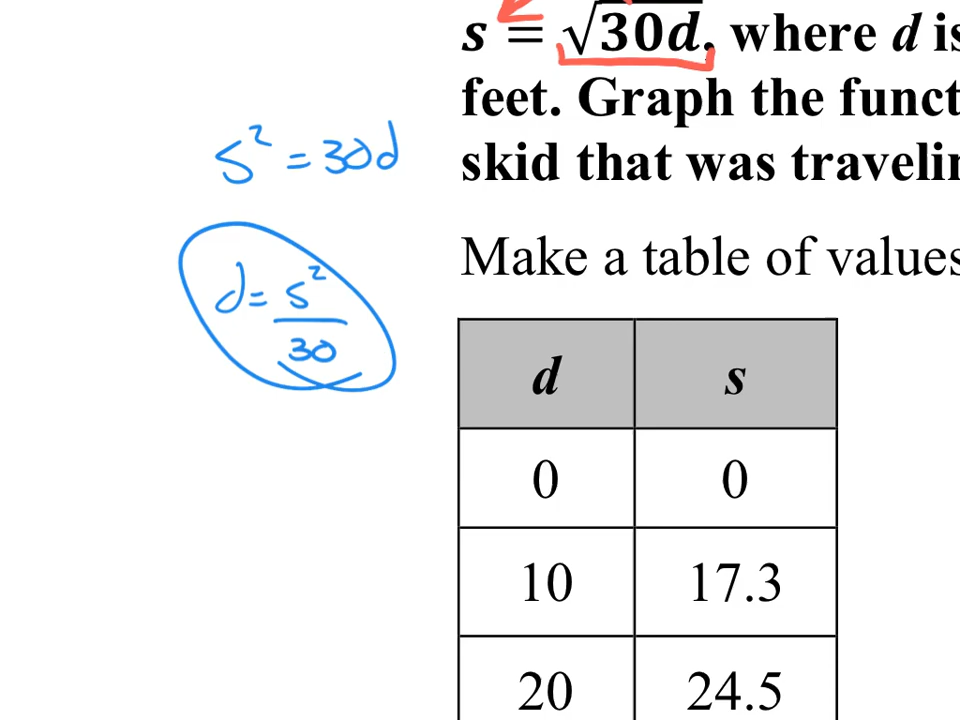 s = √30d, where d is
feet. Graph the funct
skid that was travelin
s² = 30d
d = s²/30
Make a table of values
d s
0 0
10 17.3
20 24.5